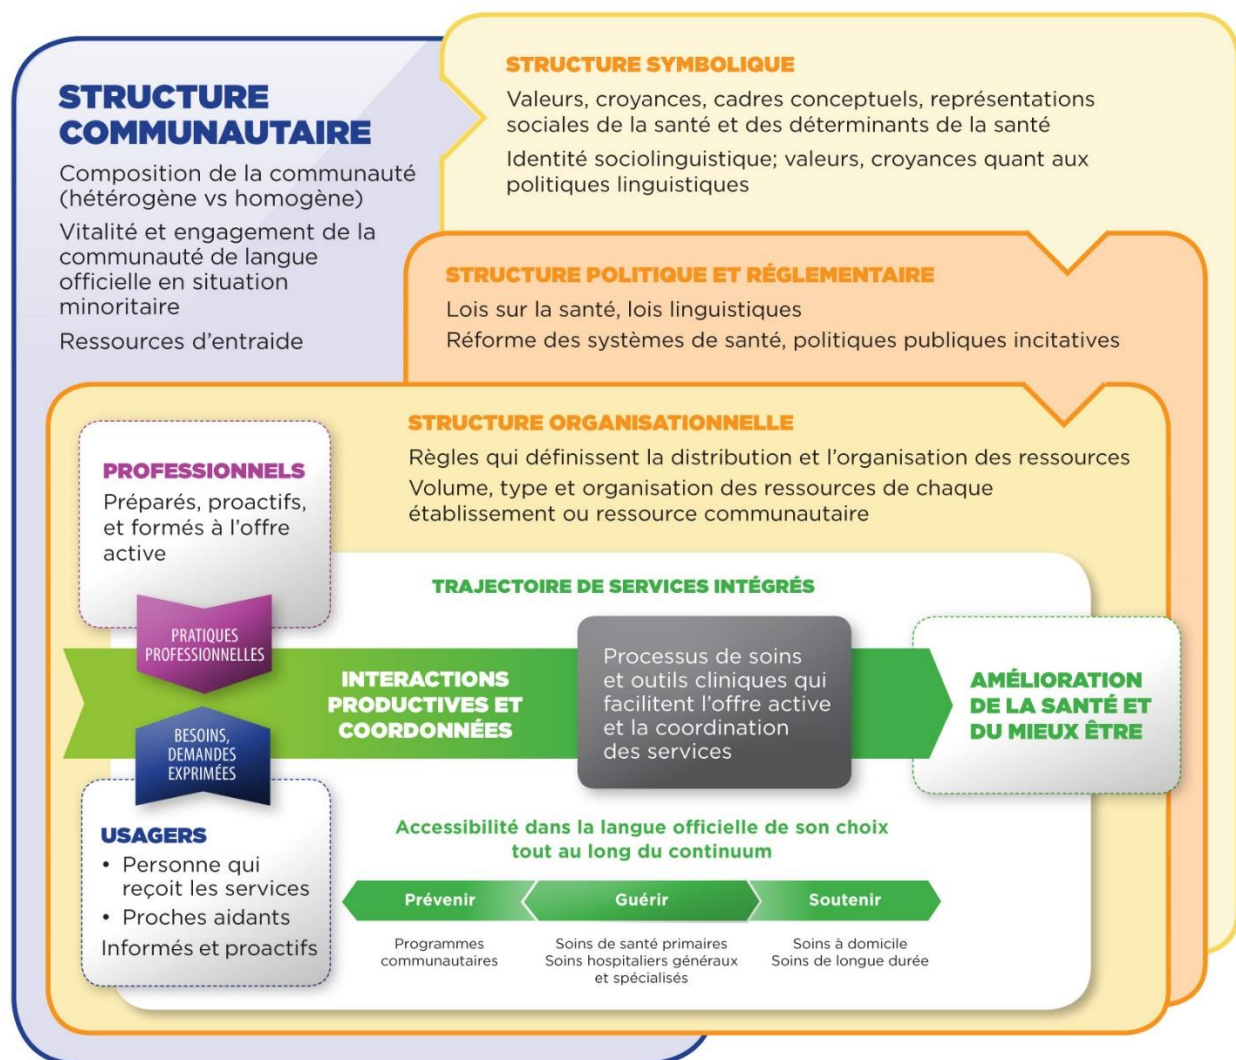 STRUCTURE
COMMUNAUTAIRE
Composition de la communauté
(hétérogène vs homogène)
Vitalité et engagement de la
communauté de langue
officielle en situation
minoritaire
Ressources d’entraide
STRUCTURE SYMBOLIQUE
Valeurs, croyances, cadres conceptuels, représentations
sociales de la santé et des déterminants de la santé
Identité sociolinguistique; valeurs, croyances quant aux
politiques linguistiques
STRUCTURE POLITIQUE ET RÉGLEMENTAIRE
Lois sur la santé, lois linguistiques
Réforme des systèmes de santé, politiques publiques incitatives
STRUCTURE ORGANISATIONNELLE
Règles qui définissent la distribution et l’organisation des ressources
Volume, type et organisation des ressources de chaque
établissement ou ressource communautaire
PROFESSIONNELS
Préparés, proactifs,
et formés à l’offre
active
PRATIQUES
PROFESSIONNELLES
BESOINS,
DEMANDES
EXPRIMÉES
USAGERS
• Personne qui
reçoit les services
• Proches aidants
Informés et proactifs
TRAJECTOIRE DE SERVICES INTÉGRÉS
INTERACTIONS
PRODUCTIVES ET
COORDONNÉES
Processus de soins
et outils cliniques qui
facilitent l’offre active
et la coordination
des services
AMÉLIORATION
DE LA SANTÉ ET
DU MIEUX ÊTRE
Accessibilité dans la langue officielle de son choix
tout au long du continuum
Prévenir
Guérir
Soutenir
Programmes
communautaires
Soins de santé primaires
Soins hospitaliers généraux
et spécialisés
Soins à domicile
Soins de longue durée